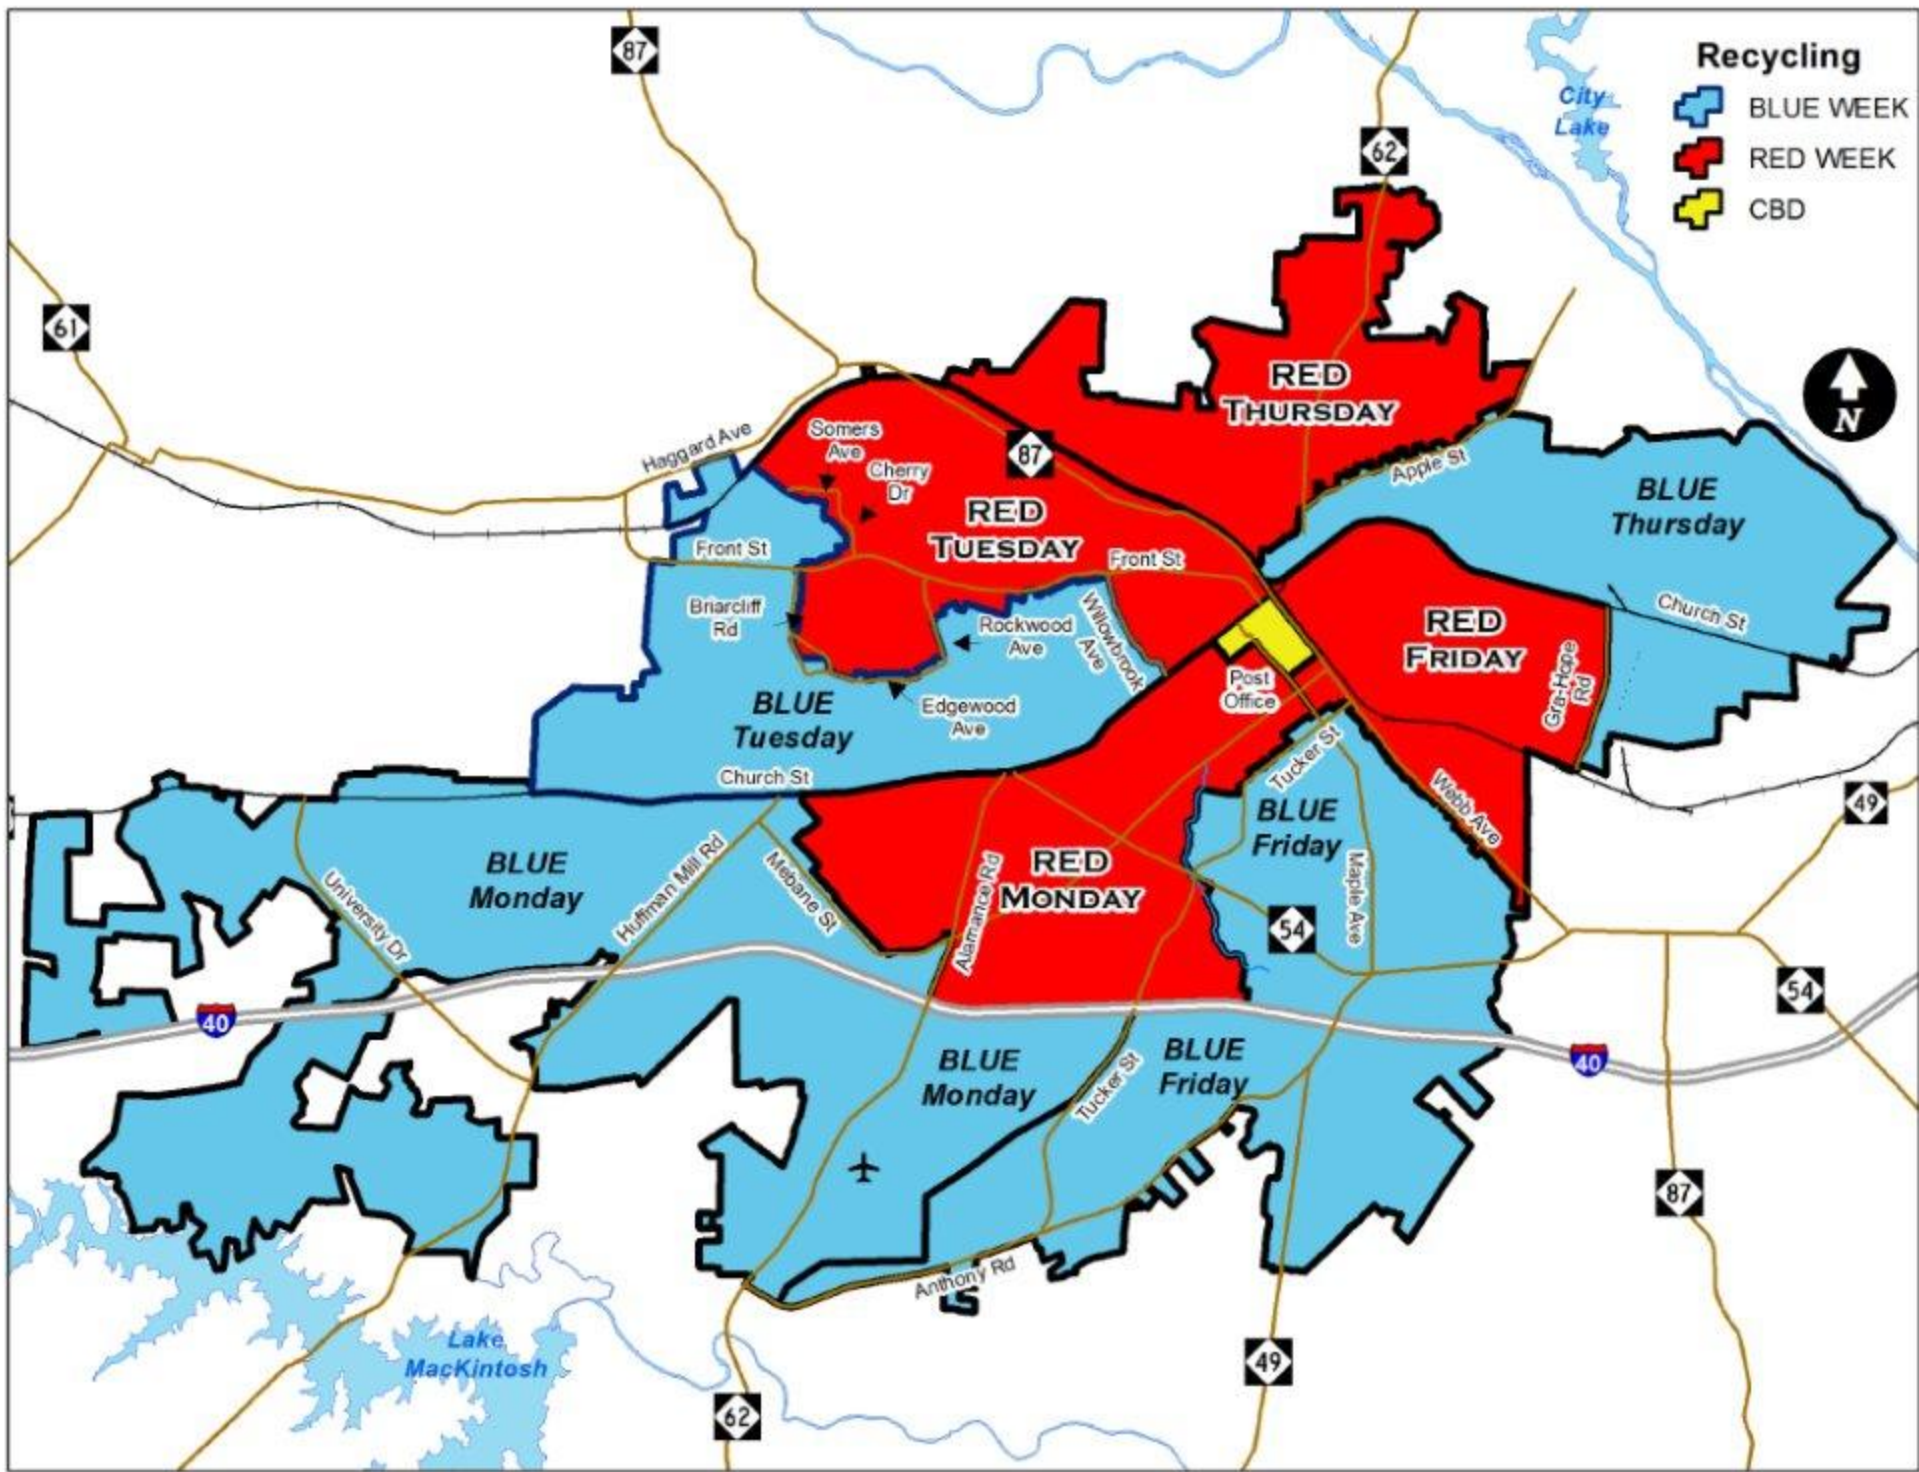 Recycling
BLUE WEEK
RED WEEK
CBD
87
City
Lake
62
61
N
RED
THURSDAY
Haggard Ave
Somers
Ave
Cherry
Dr
87
Apple St
BLUE
Thursday
RED
TUESDAY
Front St
Front St
Briarcliff
Rd
Rockwood
Ave
Willowbrook
Ave
Church St
RED
FRIDAY
Gra-Hope
Rd
Post
Office
Edgewood
Ave
BLUE
Tuesday
Church St
Tucker St
Webb Ave
49
BLUE
Friday
BLUE
Monday
University Dr
Huffman Mill Rd
Mebane St
RED
MONDAY
Alamance Rd
Maple Ave
54
54
40
40
BLUE
Monday
Tucker St
BLUE
Friday
87
Anthony Rd
Lake
MacKintosh
49
62